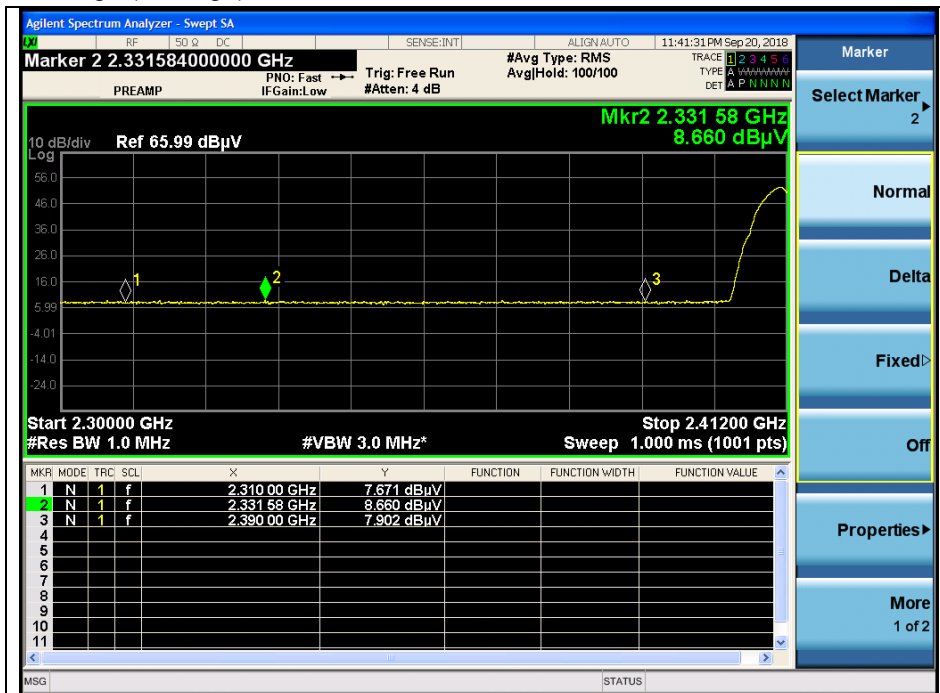 Agilent Spectrum Analyzer - Swept SA
LXI RF 50 Ω DC SENSE:INT ALIGN AUTO 11:41:31 PM Sep 20, 2018
Marker 2 2.331584000000 GHz
PREAMP
PNO: Fast
IFGain:Low
Trig: Free Run
#Atten: 4 dB
#Avg Type: RMS
Avg|Hold: 100/100
TRACE 1 2 3 4 5 6
TYPE A WWWWW
DET A P N N N N
Mkr2 2.331 58 GHz
8.660 dBµV
10 dB/div Ref 65.99 dBµV
Log
56.0
46.0
36.0
26.0
16.0
5.99
-4.01
-14.0
-24.0
1
2
3
Start 2.30000 GHz Stop 2.41200 GHz
#Res BW 1.0 MHz #VBW 3.0 MHz* Sweep 1.000 ms (1001 pts)
MKR MODE TRC SCL X Y FUNCTION FUNCTION WIDTH FUNCTION VALUE
1 N 1 f 2.310 00 GHz 7.671 dBµV
2 N 1 f 2.331 58 GHz 8.660 dBµV
3 N 1 f 2.390 00 GHz 7.902 dBµV
4
5
6
7
8
9
10
11
MSG STATUS
Marker
Select Marker
2
Normal
Delta
Fixed
Off
Properties
More
1 of 2